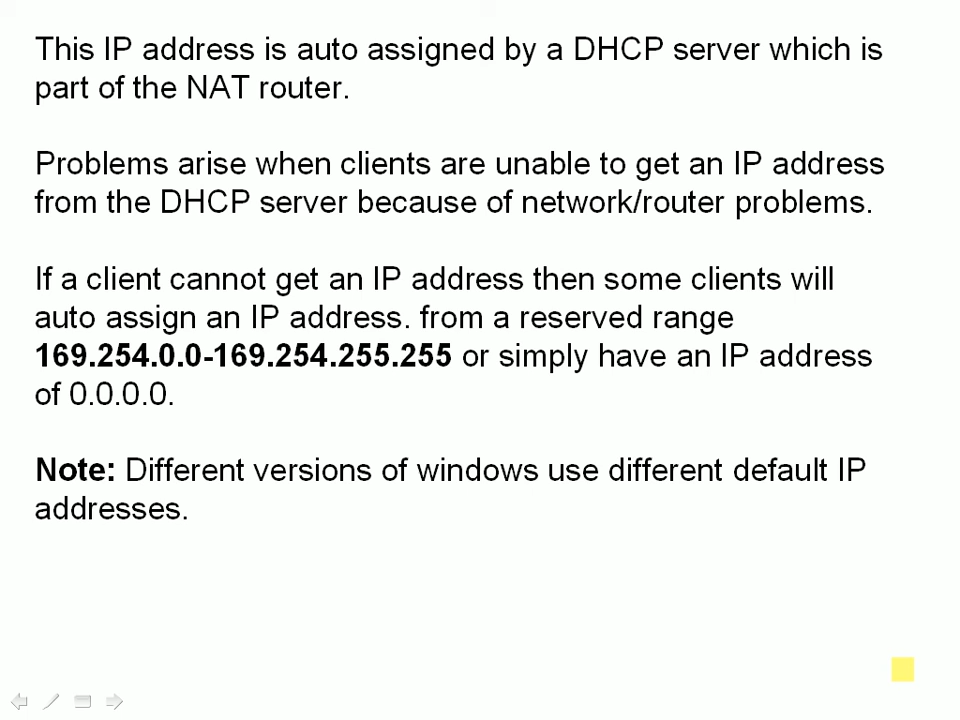 This IP address is auto assigned by a DHCP server which is
part of the NAT router.
Problems arise when clients are unable to get an IP address
from the DHCP server because of network/router problems.
If a client cannot get an IP address then some clients will
auto assign an IP address. from a reserved range
169.254.0.0-169.254.255.255 or simply have an IP address
of 0.0.0.0.
Note: Different versions of windows use different default IP
addresses.